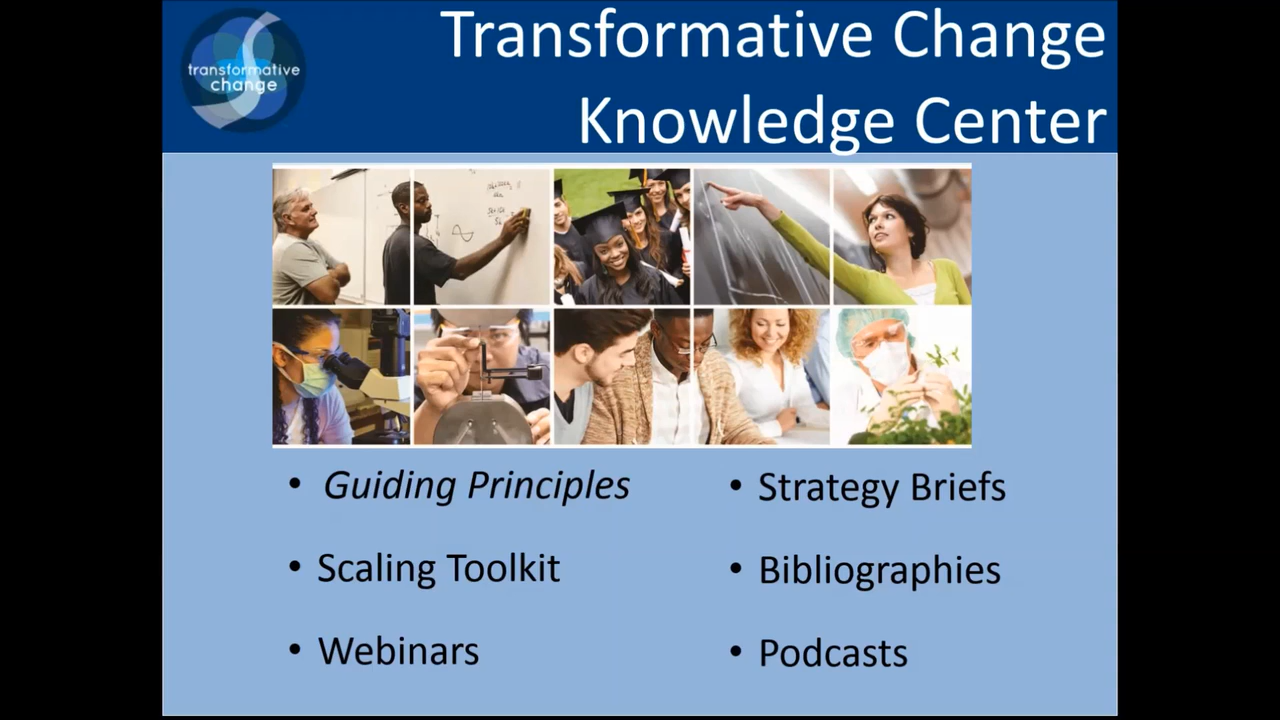 transformative
change
Transformative Change
Knowledge Center
• Guiding Principles
• Scaling Toolkit
• Webinars
• Strategy Briefs
• Bibliographies
• Podcasts